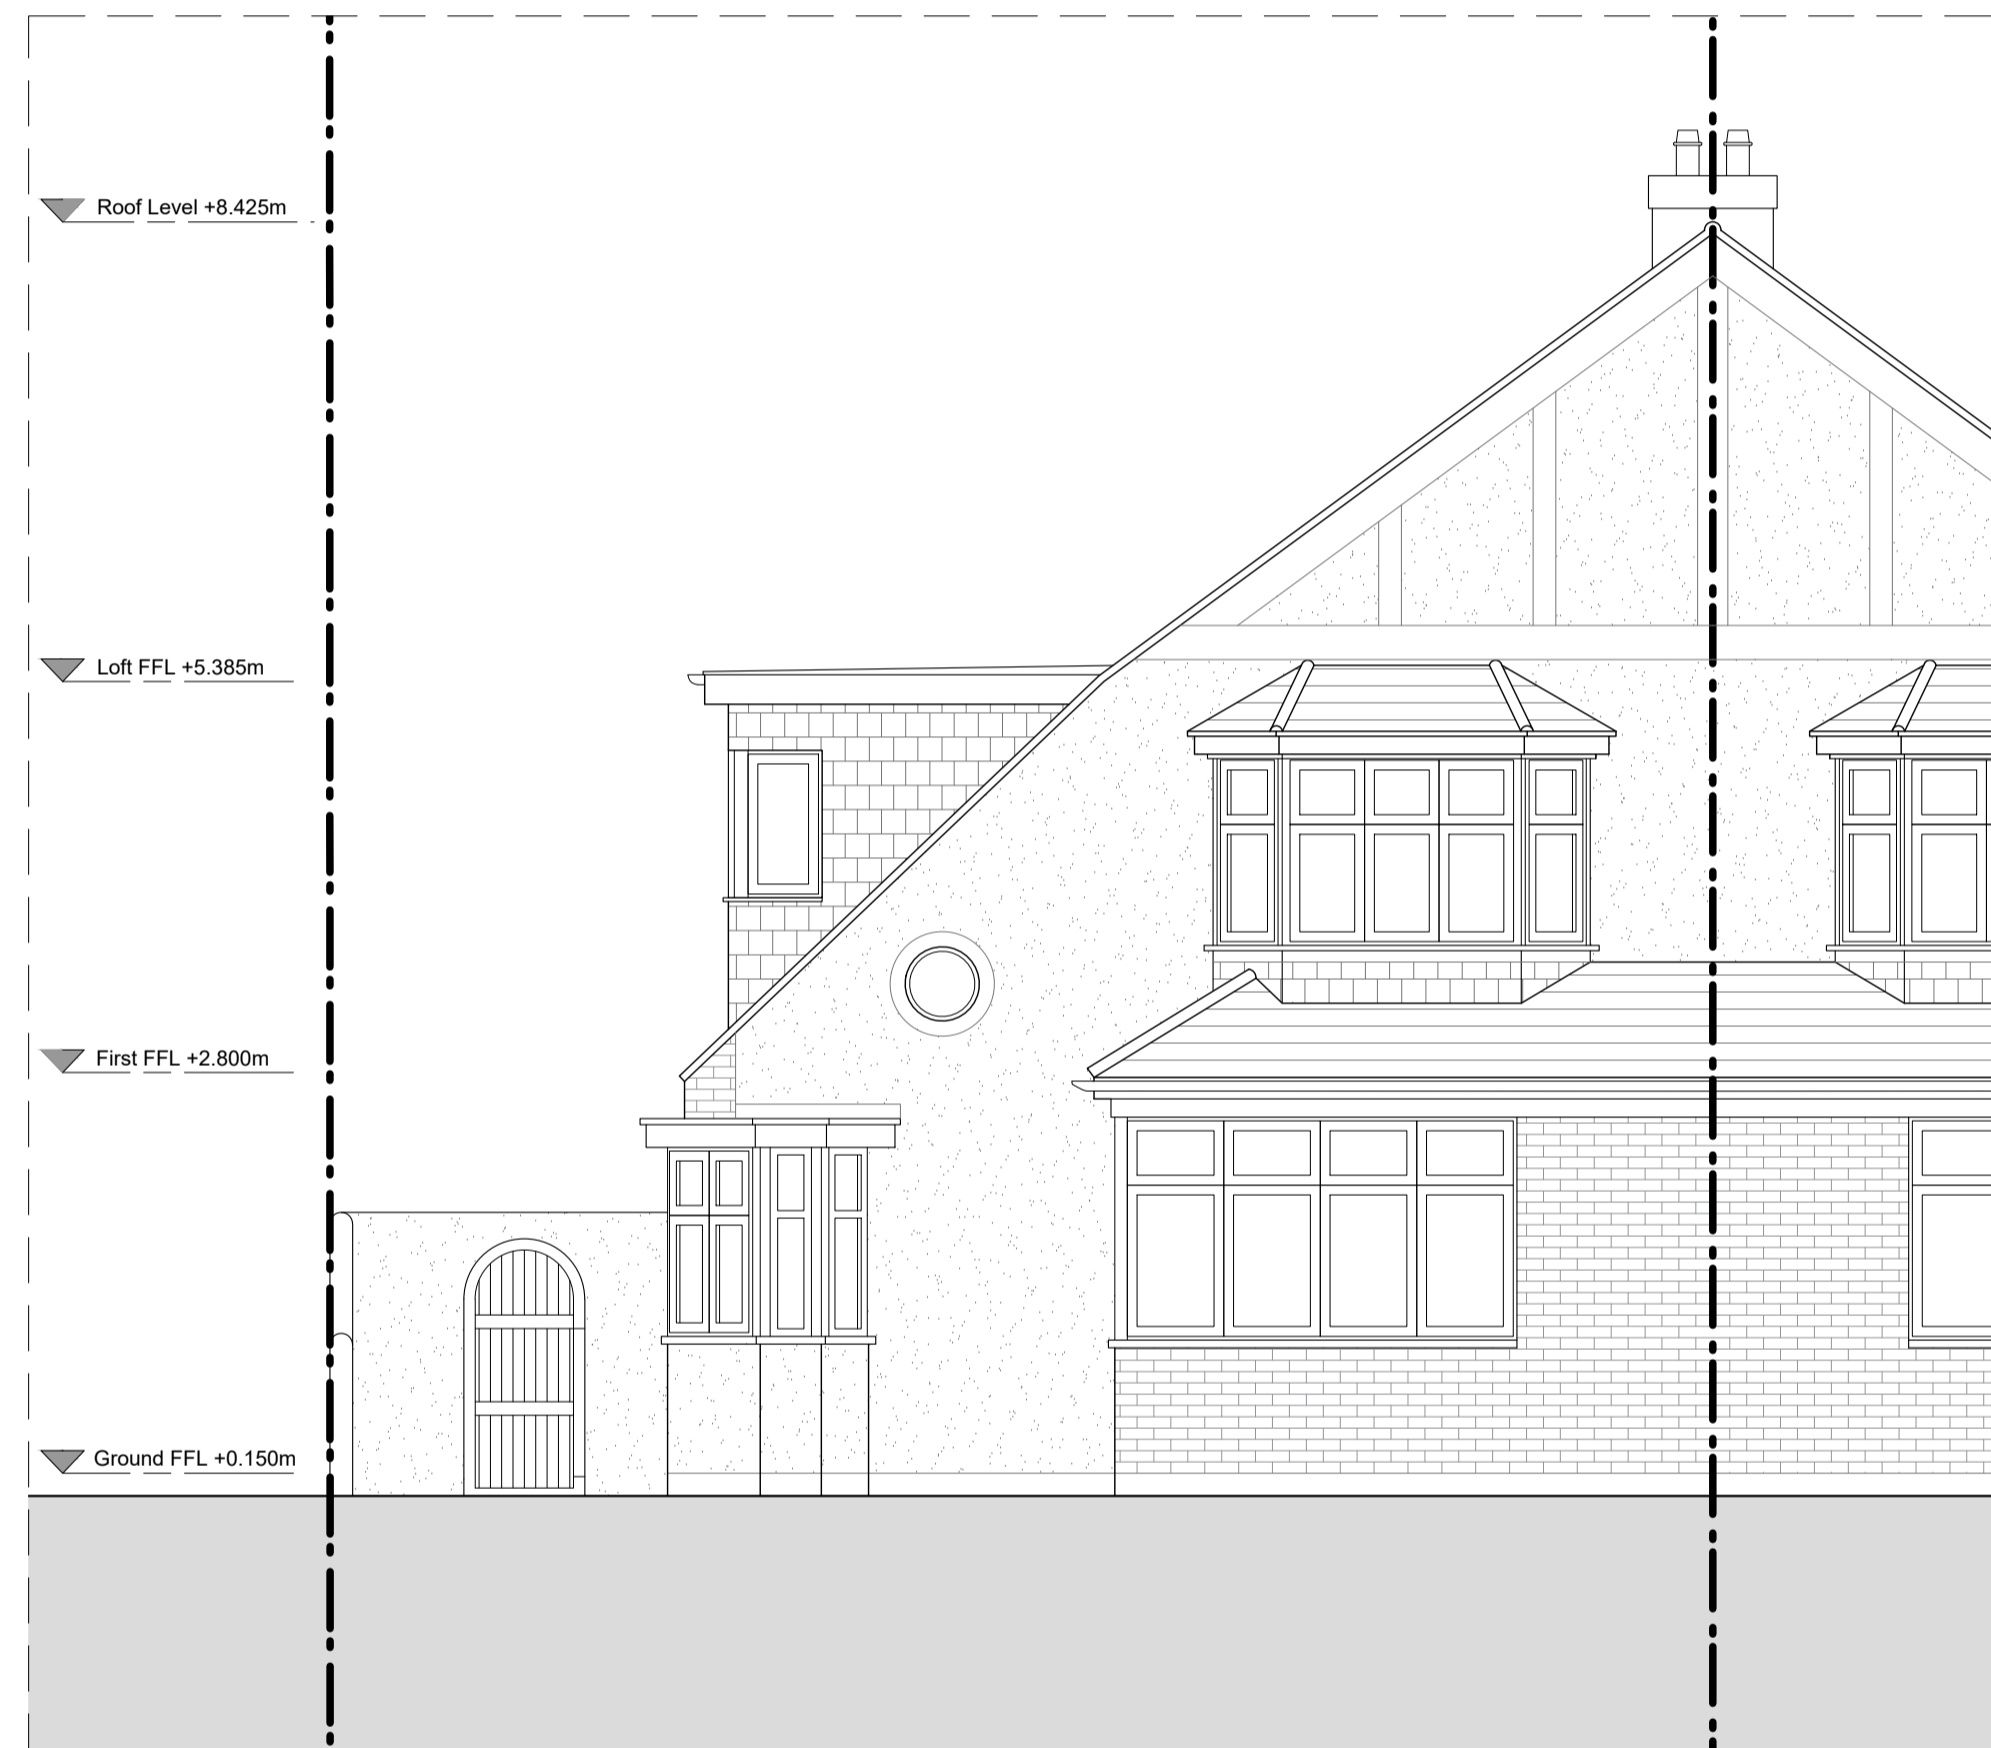 Roof Level +8.425m
Loft FFL +5.385m
First FFL +2.800m
Ground FFL +0.150m